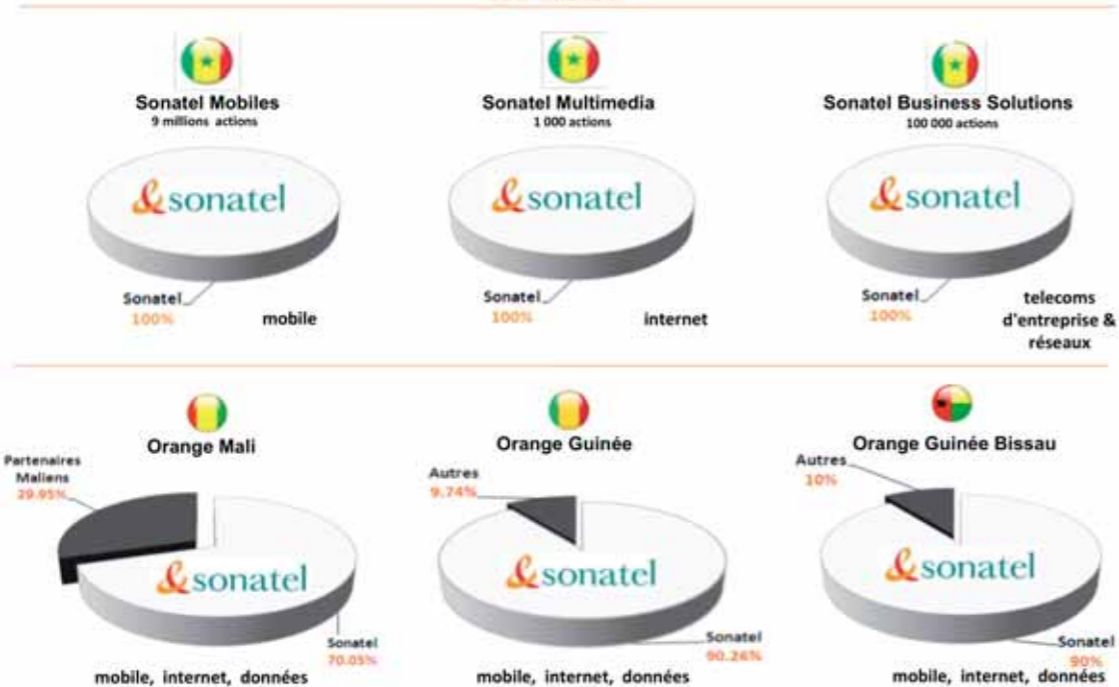 Sonatel Mobiles
9 millions actions
&sonatel
Sonatel
100%
mobile
Sonatel Multimedia
1 000 actions
&sonatel
Sonatel
100%
internet
Sonatel Business Solutions
100 000 actions
&sonatel
Sonatel
100%
telecoms
d'entreprise &
réseaux
Orange Mali
Partenaires
Maliens
29.95%
&sonatel
Sonatel
70.05%
mobile, internet, données
Orange Guinée
Autres
9.74%
&sonatel
Sonatel
90.26%
mobile, internet, données
Orange Guinée Bissau
Autres
10%
&sonatel
Sonatel
90%
mobile, internet, données